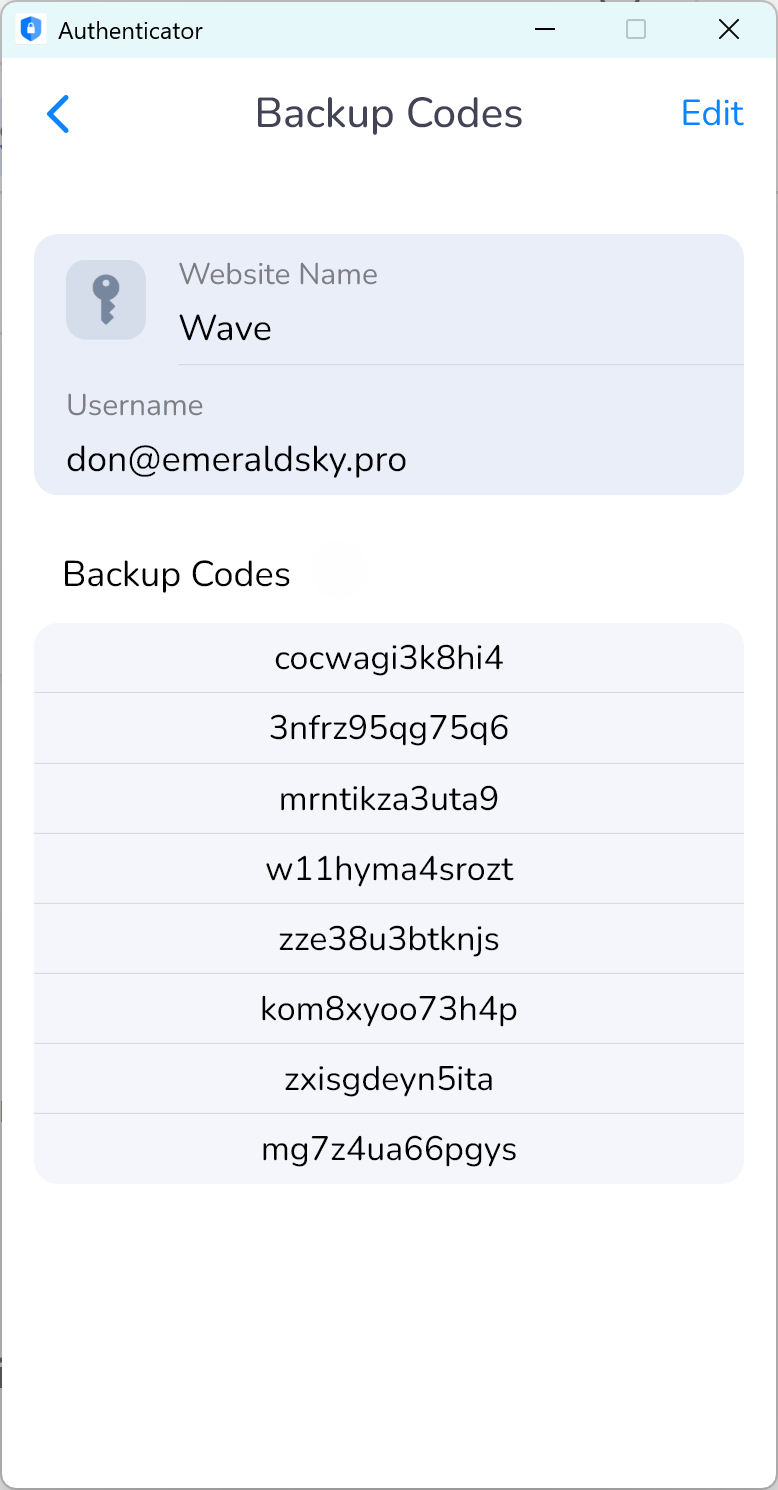 Authenticator
Backup Codes
Edit
Website Name
Wave
Username
don@emeraldsky.pro
Backup Codes
cocwagi3k8hi4
3nfrz95qg75q6
mrntikza3uta9
w11hyma4srozt
zze38u3btknjs
kom8xyoo73h4p
zxisgdeyn5ita
mg7z4ua66pgys